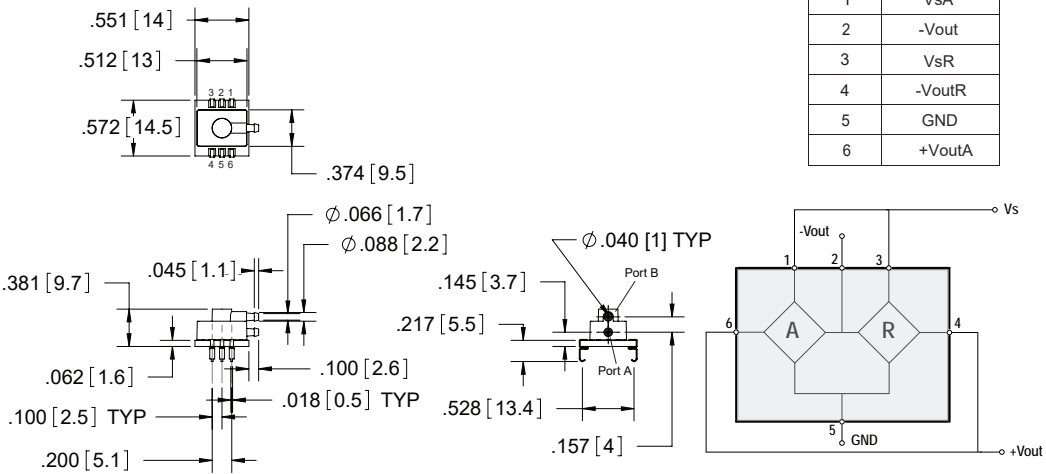 1 VsA
2 -Vout
3 VsR
4 -VoutR
5 GND
6 +VoutA
.551 [14]
.512 [13]
3 2 1
.572 [14.5]
4 5 6
.374 [9.5]
Ø.066 [1.7]
Ø.088 [2.2]
.045 [1.1]
.381 [9.7]
.062 [1.6]
.100 [2.6]
.018 [0.5] TYP
.100 [2.5] TYP
.200 [5.1]
Ø.040 [1] TYP
Port B
.145 [3.7]
.217 [5.5]
Port A
.528 [13.4]
.157 [4]
Vs
-Vout
1 2 3
6 A R 4
5
GND
+Vout